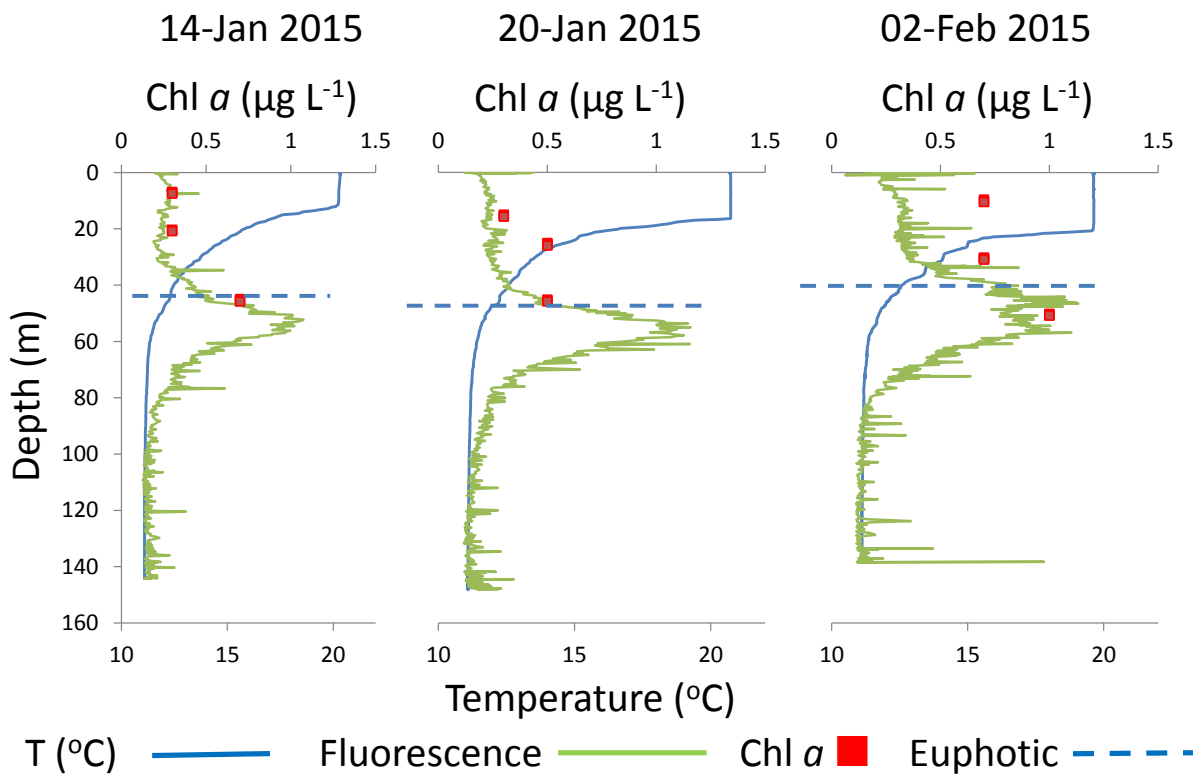 14-Jan 2015 20-Jan 2015 02-Feb 2015
Chl a (µg L-1) Chl a (µg L-1) Chl a (µg L-1)
0 0.5 1 1.5 0 0.5 1 1.5 0 0.5 1 1.5
0
20
40
60
80
100
120
140
160
Depth (m)
10 15 20 10 15 20 10 15 20
Temperature (oC)
T (oC) Fluorescence Chl a Euphotic